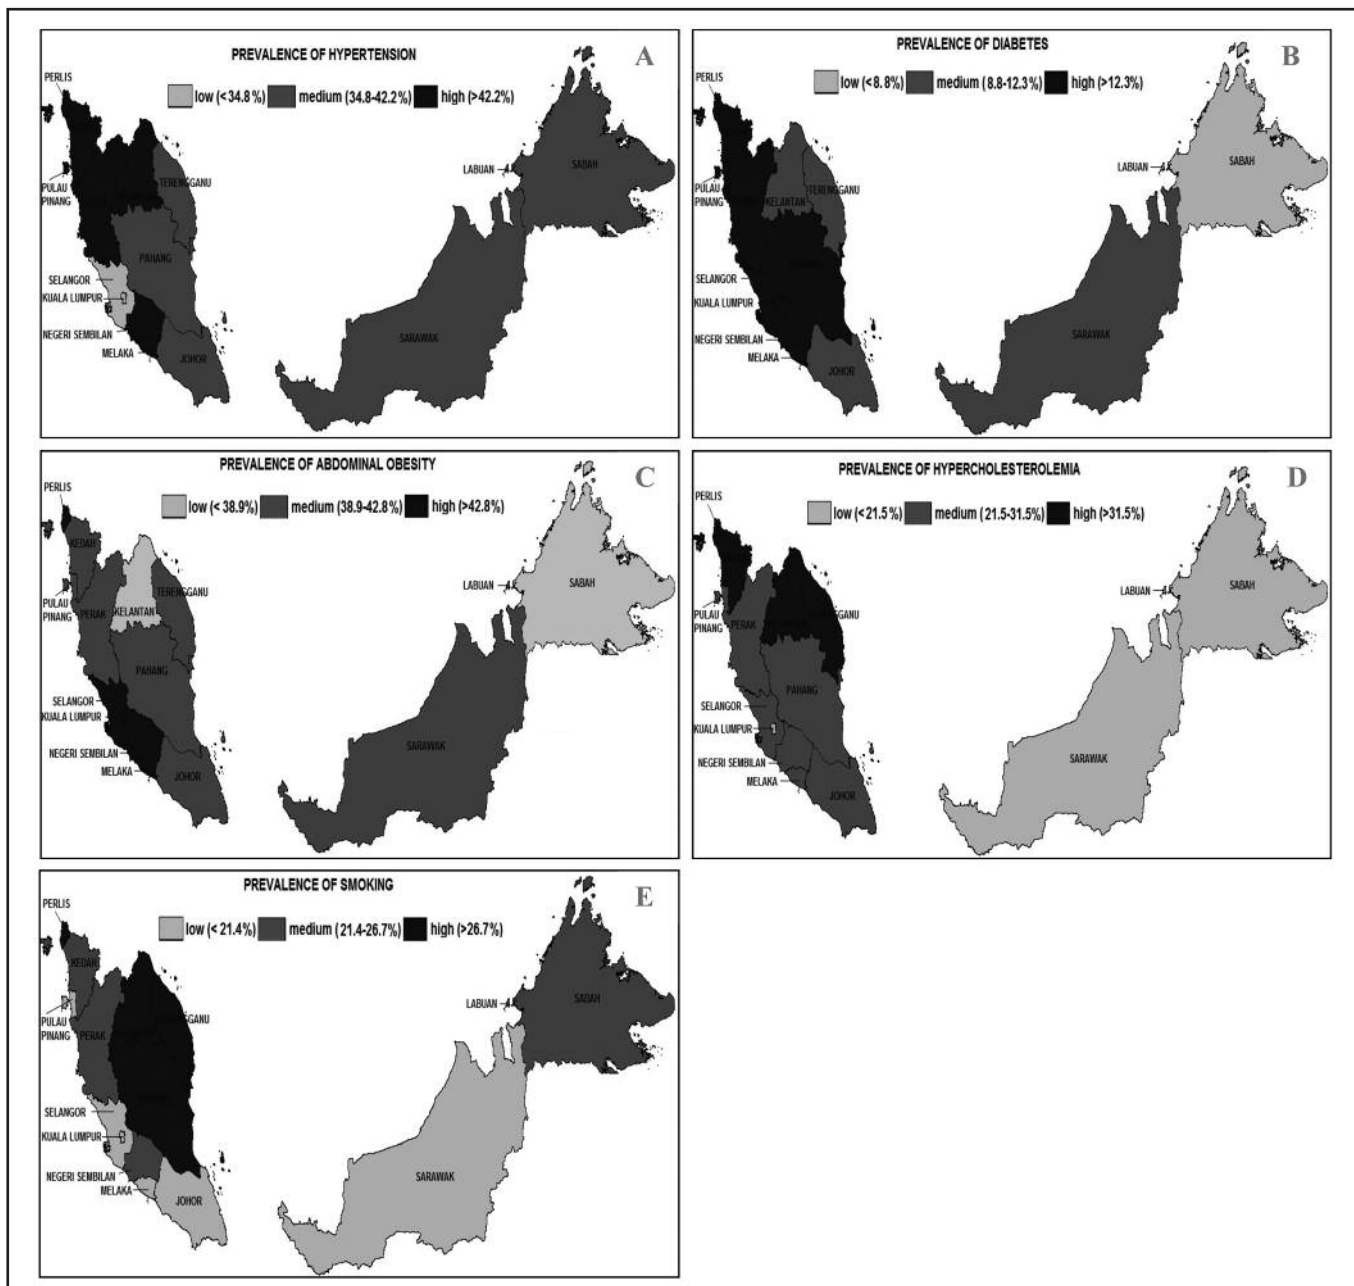 PREVALENCE OF HYPERTENSION
A
low (<34.8%) medium (34.8-42.2%) high (>42.2%)
PERLIS
PULAU
PINANG
TERENGGANU
PAHANG
SELANGOR
KUALA LUMPUR
NEGERI SEMBILAN
MELAKA
JOHOR
LABUAN
SABAH
SARAWAK
PREVALENCE OF DIABETES
B
low (<8.8%) medium (8.8-12.3%) high (>12.3%)
PERLIS
PULAU
PINANG
KELANTAN
TERENGGANU
SELANGOR
KUALA LUMPUR
NEGERI SEMBILAN
MELAKA
JOHOR
LABUAN
SABAH
SARAWAK
PREVALENCE OF ABDOMINAL OBESITY
C
low (< 38.9%) medium (38.9-42.8%) high (>42.8%)
PERLIS
KEDAH
PULAU
PINANG
PERAK
KELANTAN
TERENGGANU
PAHANG
SELANGOR
KUALA LUMPUR
NEGERI SEMBILAN
MELAKA
JOHOR
LABUAN
SABAH
SARAWAK
PREVALENCE OF HYPERCHOLESTEROLEMIA
D
low (<21.5%) medium (21.5-31.5%) high (>31.5%)
PERLIS
PULAU
PINANG
PERAK
PAHANG
SELANGOR
KUALA LUMPUR
NEGERI SEMBILAN
MELAKA
JOHOR
LABUAN
SABAH
SARAWAK
PREVALENCE OF SMOKING
E
low (< 21.4%) medium (21.4-26.7%) high (>26.7%)
PERLIS
KEDAH
PULAU
PINANG
PERAK
SELANGOR
KUALA LUMPUR
NEGERI SEMBILAN
MELAKA
JOHOR
LABUAN
SABAH
SARAWAK